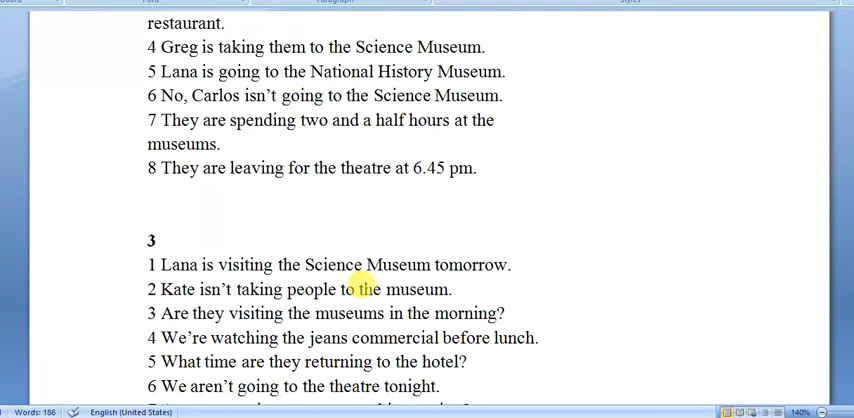 restaurant.
4 Greg is taking them to the Science Museum.
5 Lana is going to the National History Museum.
6 No, Carlos isn't going to the Science Museum.
7 They are spending two and a half hours at the
museums.
8 They are leaving for the theatre at 6.45 pm.
3
1 Lana is visiting the Science Museum tomorrow.
2 Kate isn't taking people to the museum.
3 Are they visiting the museums in the morning?
4 We're watching the jeans commercial before lunch.
5 What time are they returning to the hotel?
6 We aren't going to the theatre tonight.
Words: 186 English (United States) 140%